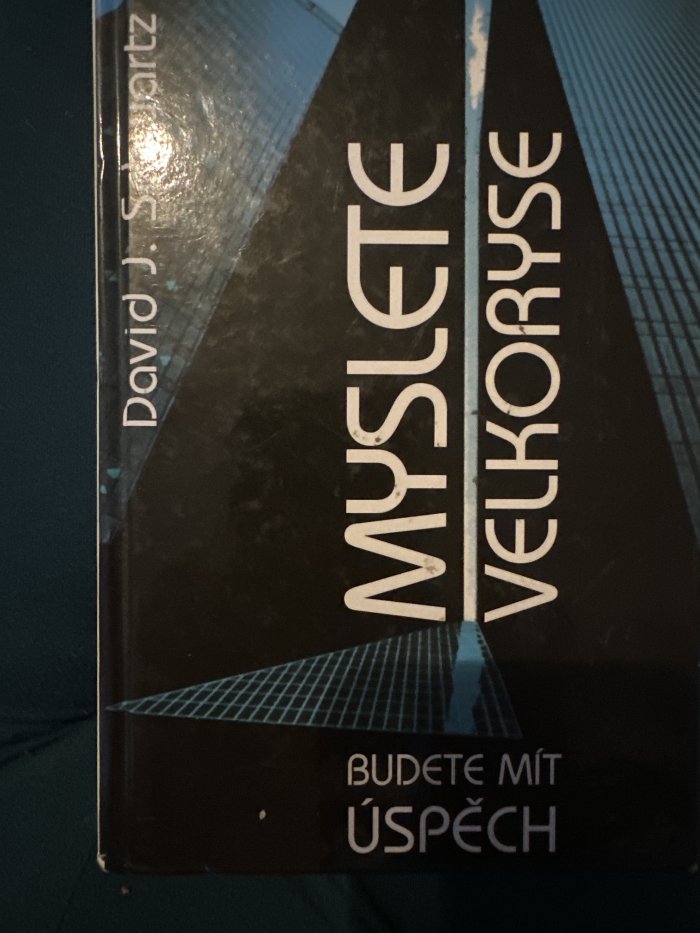 David J.
MYSLETE
VELKORYSE
BUDETE MÍT
ÚSPĚCH